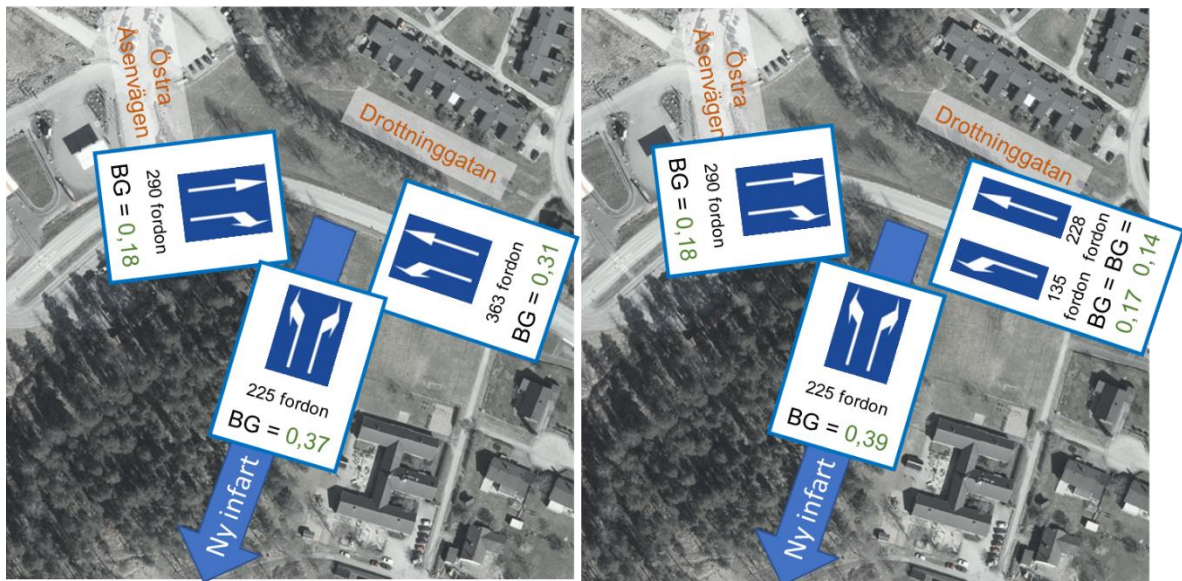 Östra
Åsenvägen
Drottninggatan
290 fordon
BG = 0,18
363 fordon
BG = 0,31
225 fordon
BG = 0,37
Ny infart
Östra
Åsenvägen
Drottninggatan
290 fordon
BG = 0,18
228
fordon
BG =
0,14
135
fordon
BG =
0,17
225 fordon
BG = 0,39
Ny infart